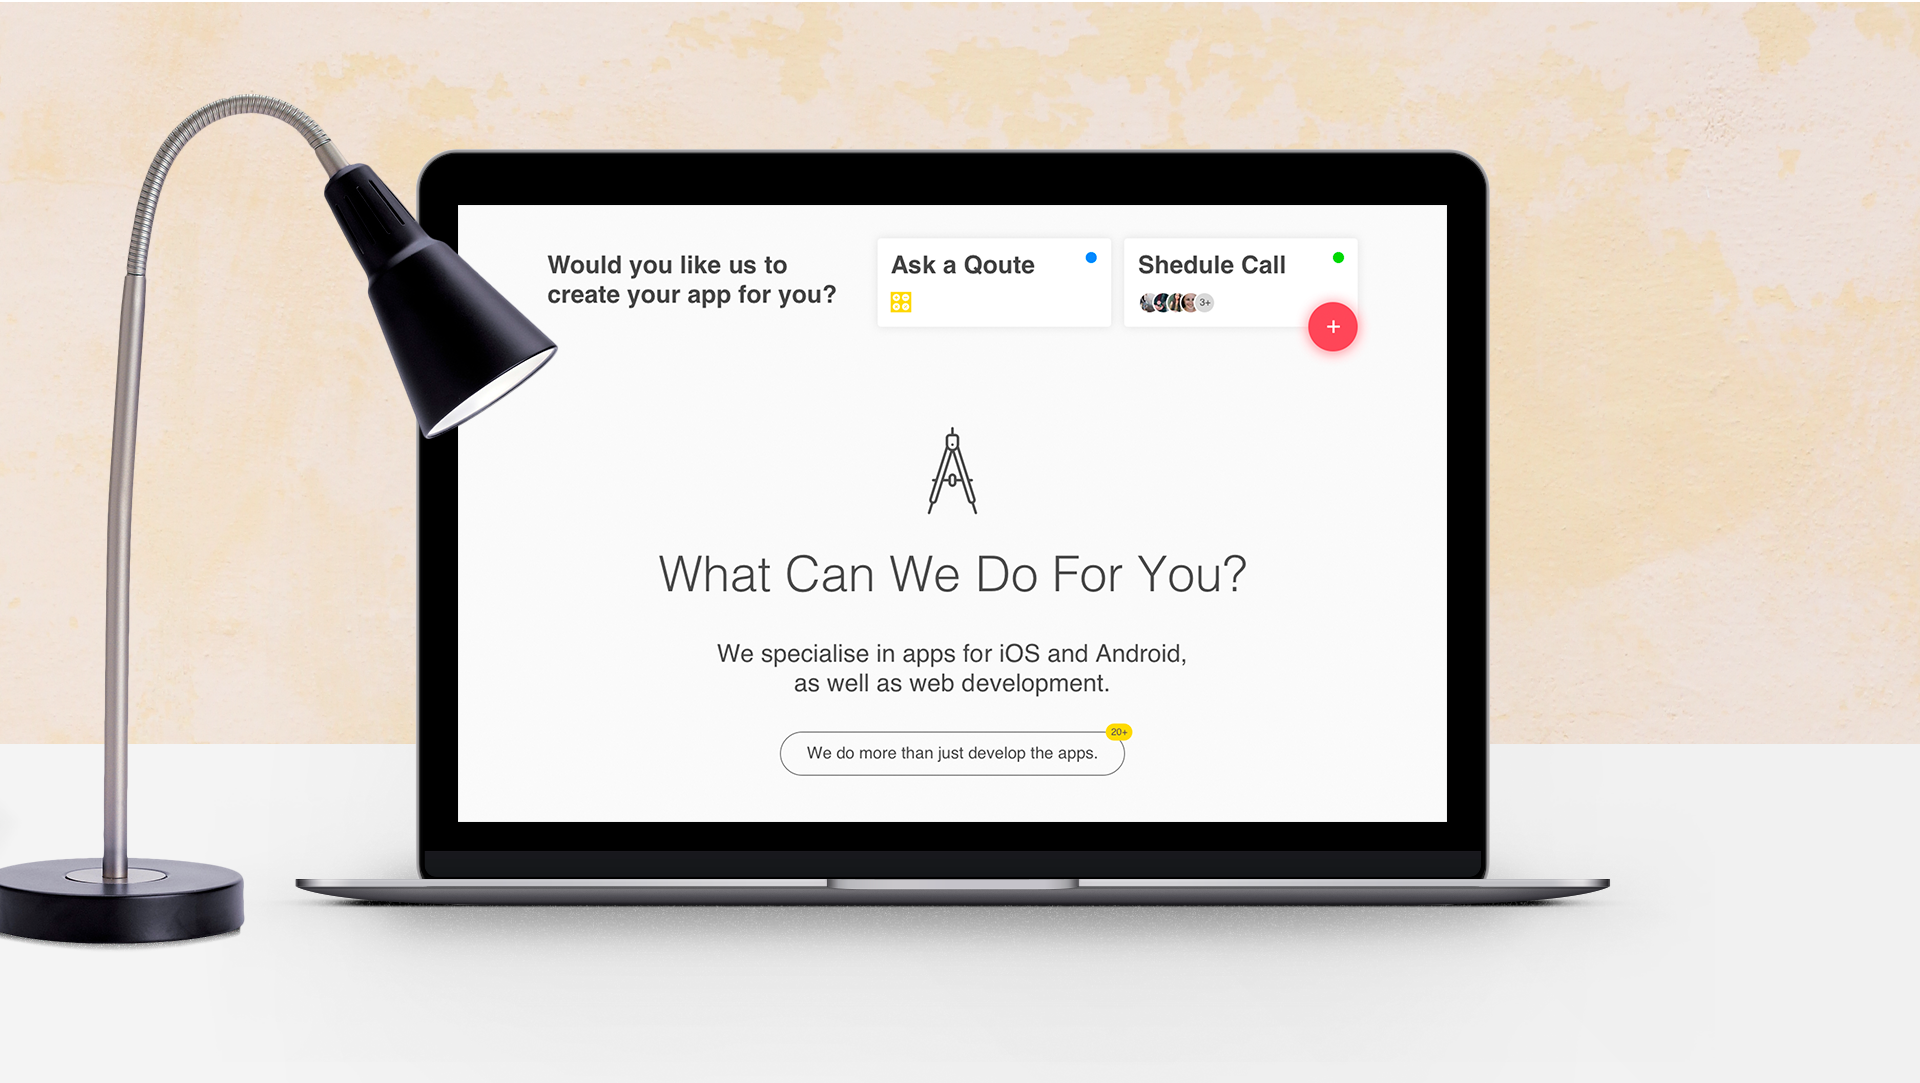 Would you like us to
create your app for you?
Ask a Qoute
Shedule Call
3+
+
What Can We Do For You?
We specialise in apps for iOS and Android,
as well as web development.
20+
We do more than just develop the apps.